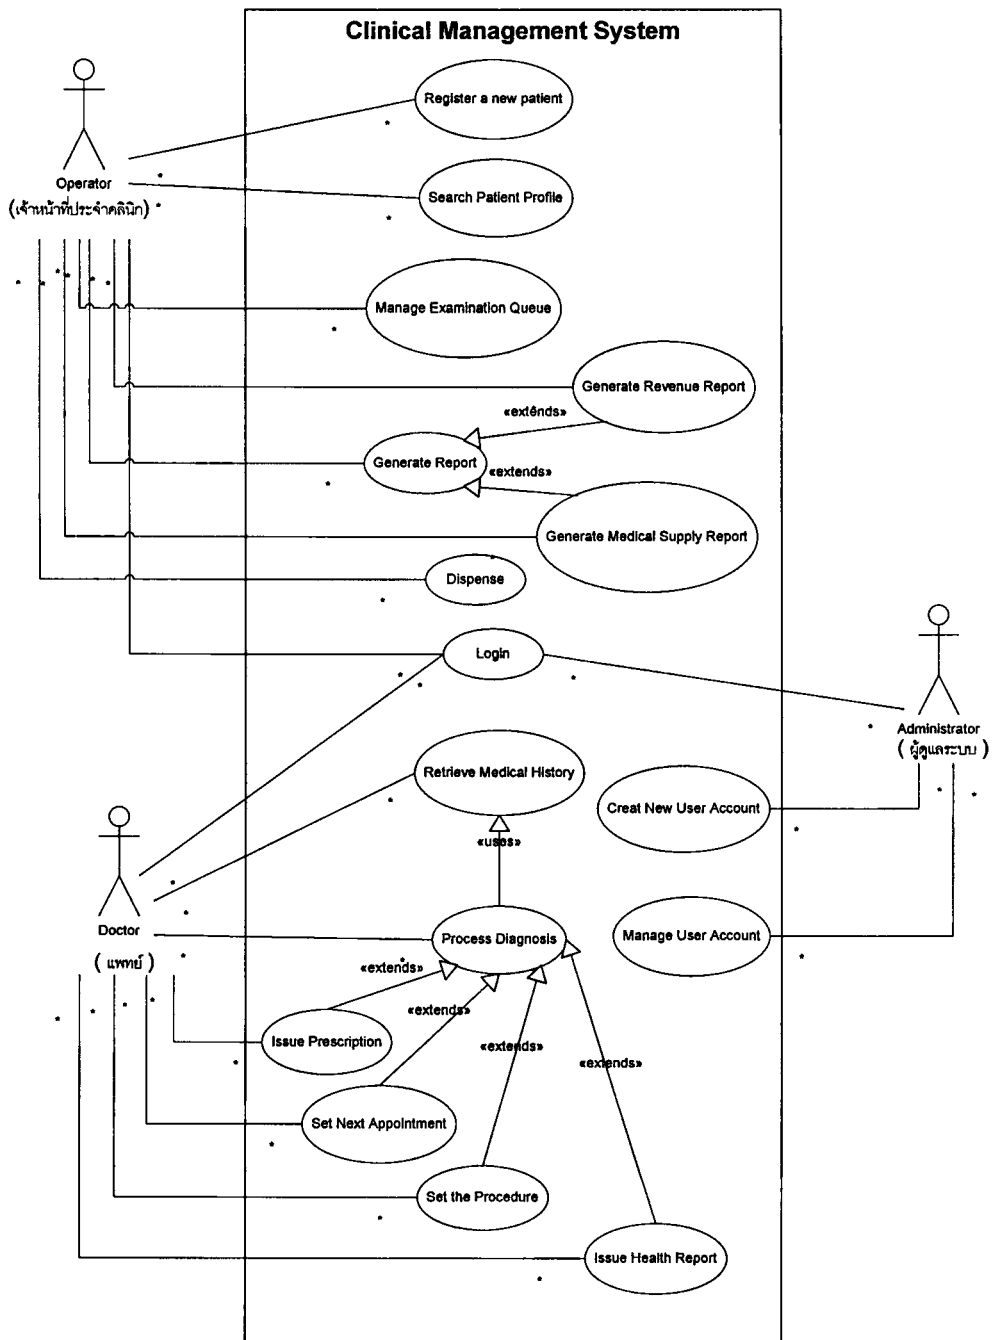 Clinical Management System
Register a new patient
Operator
(เจ้าหน้าที่ประจำคลินิก)
Search Patient Profile
Manage Examination Queue
Generate Revenue Report
«extends»
Generate Report
«extends»
Generate Medical Supply Report
Dispense
Login
Administrator
( ผู้ดูแลระบบ )
Retrieve Medical History
Creat New User Account
«uses»
Doctor
( แพทย์ )
Process Diagnosis
Manage User Account
«extends»
«extends»
Issue Prescription
«extends»
«extends»
Set Next Appointment
Set the Procedure
Issue Health Report